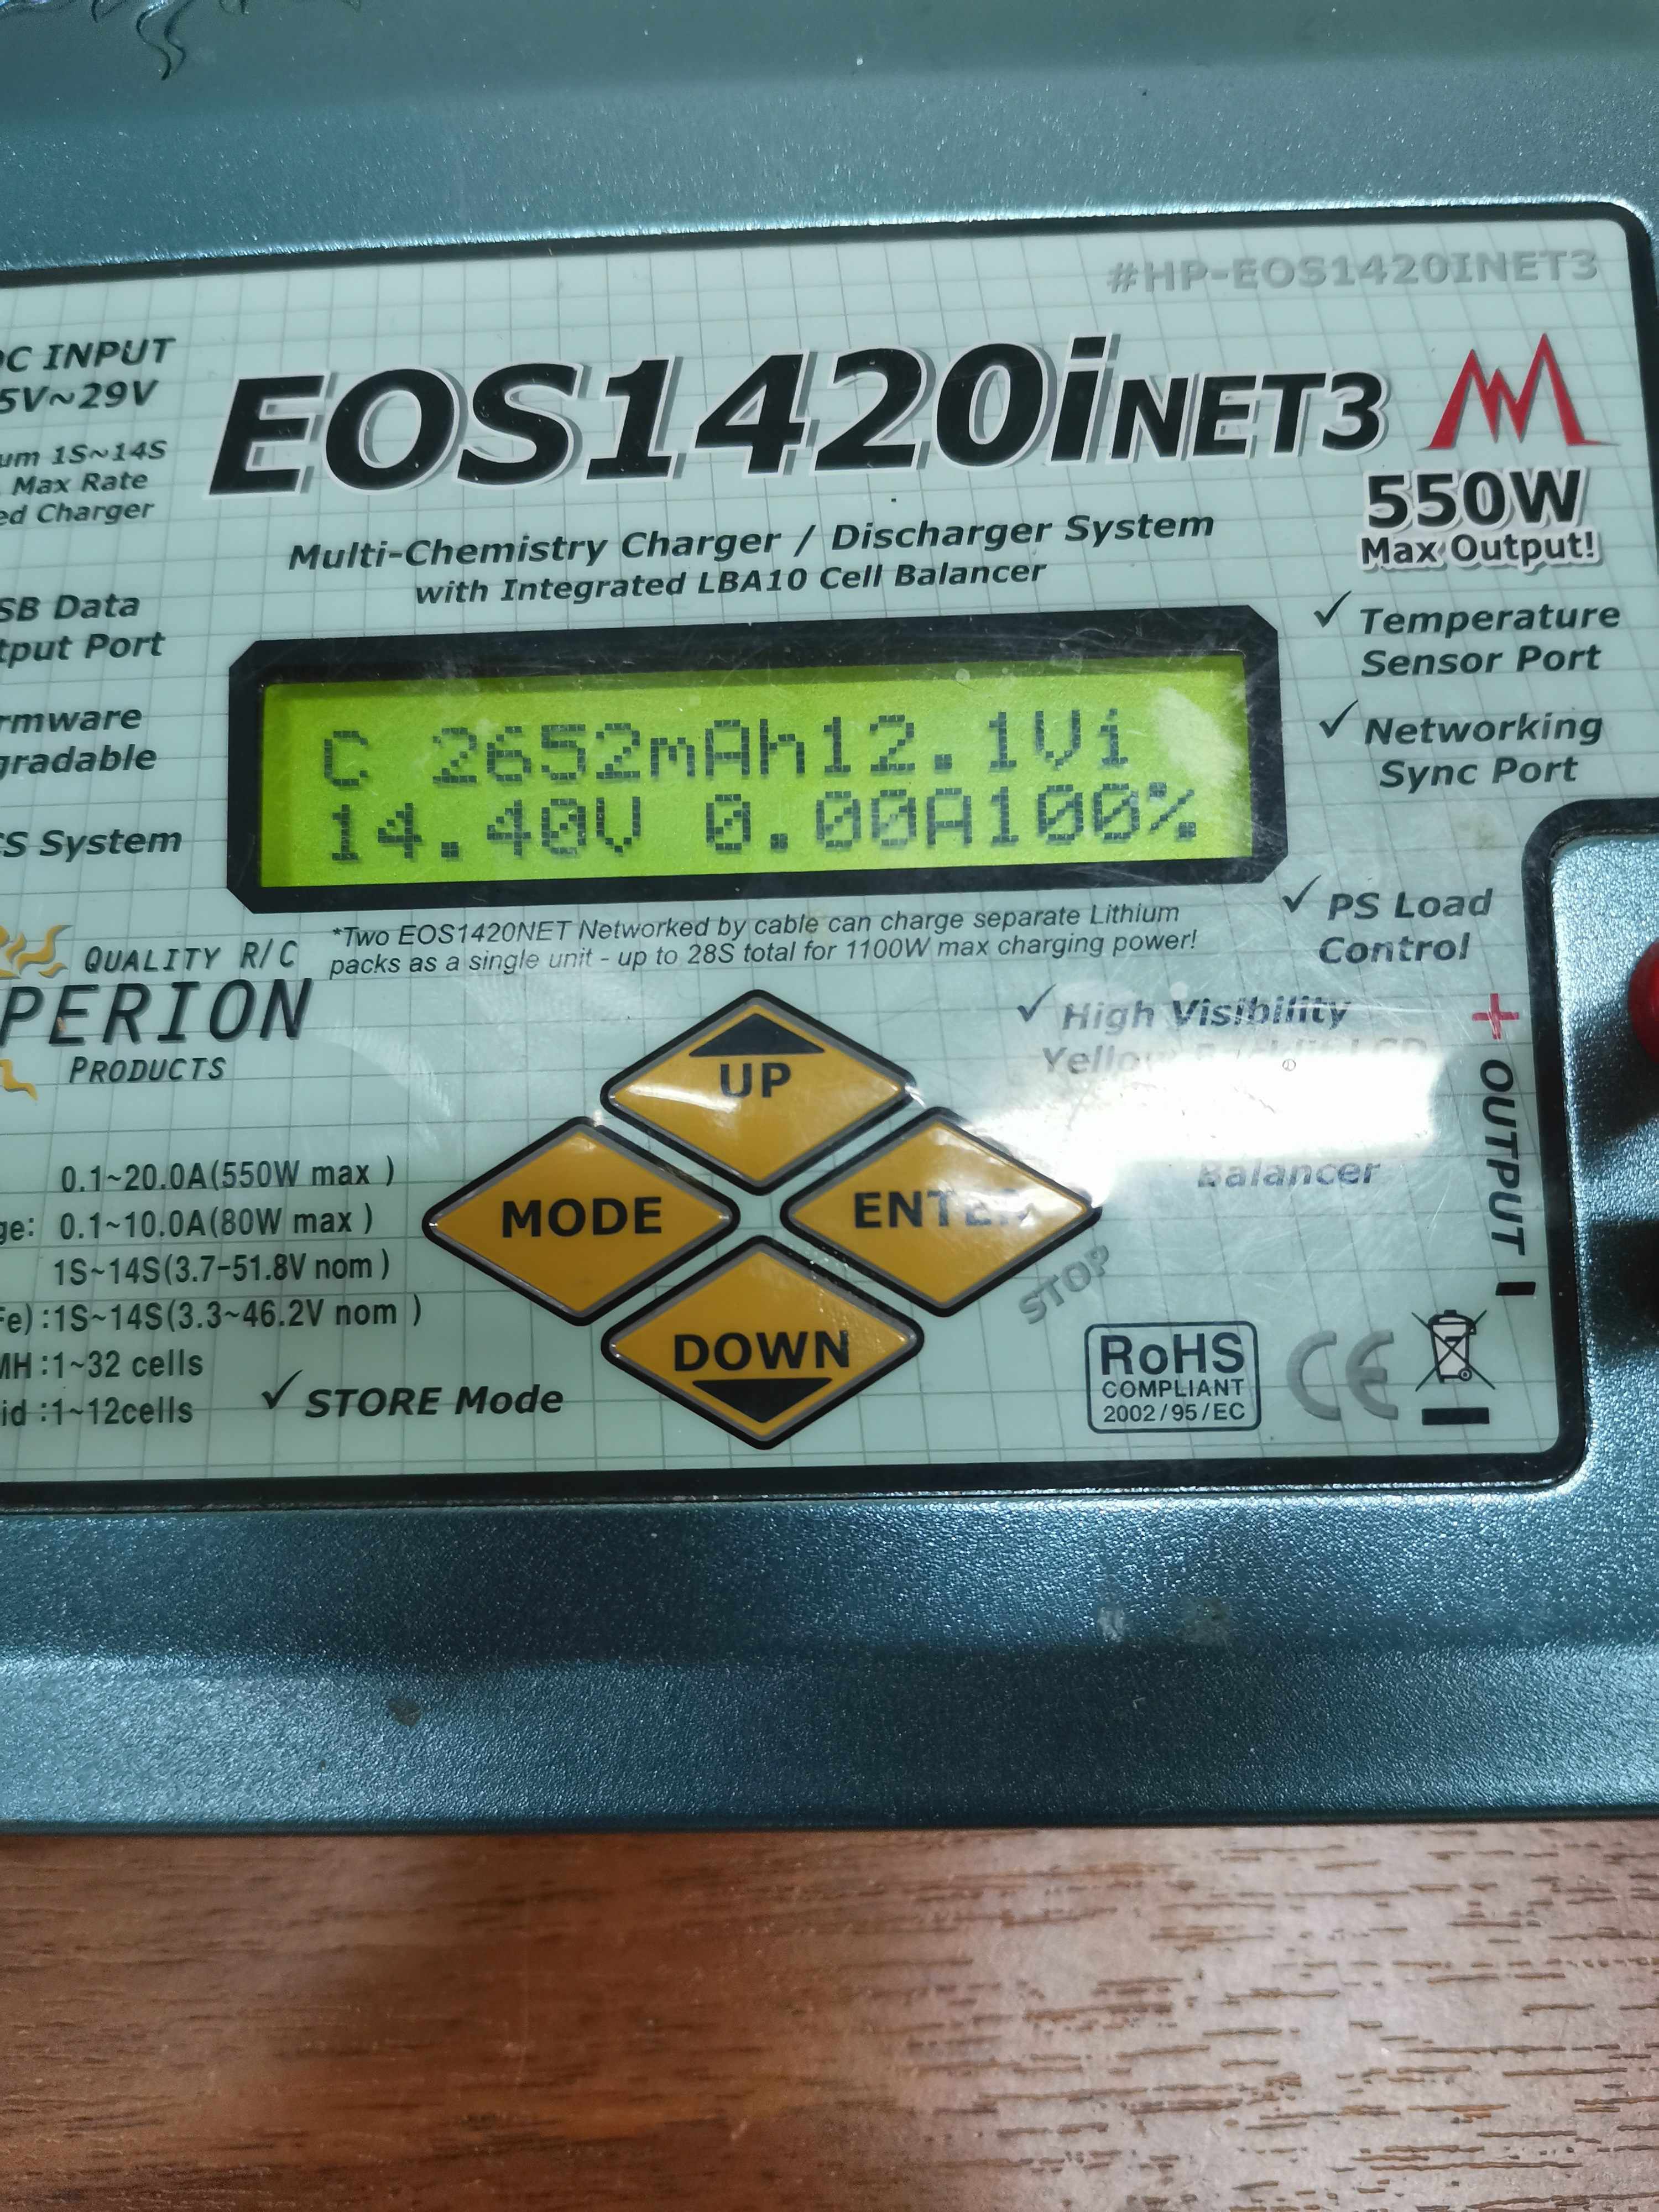 #HP-EOS1420INET3
DC INPUT
5V~29V
um 1S~14S
Max Rate
ed Charger
SB Data
tput Port
rmware
gradable
CS System
EOS1420iNET3
550W
Max Output!
Multi-Chemistry Charger / Discharger System
with Integrated LBA10 Cell Balancer
C 2652mAh12.1Vi
14.40V 0.00A100%
✓ Temperature
Sensor Port
✓ Networking
Sync Port
✓ PS Load
Control
✓ High Visibility
Balancer
*Two EOS1420NET Networked by cable can charge separate Lithium
packs as a single unit - up to 28S total for 1100W max charging power!
QUALITY R/C
PERION
PRODUCTS
UP
MODE
ENTER
DOWN
STOP
+ OUTPUT -
0.1~20.0A(550W max )
ge: 0.1~10.0A(80W max )
1S~14S(3.7-51.8V nom )
Fe) :1S~14S(3.3~46.2V nom )
MH :1~32 cells
id :1~12cells
✓ STORE Mode
RoHS
COMPLIANT
2002/95/EC
CE